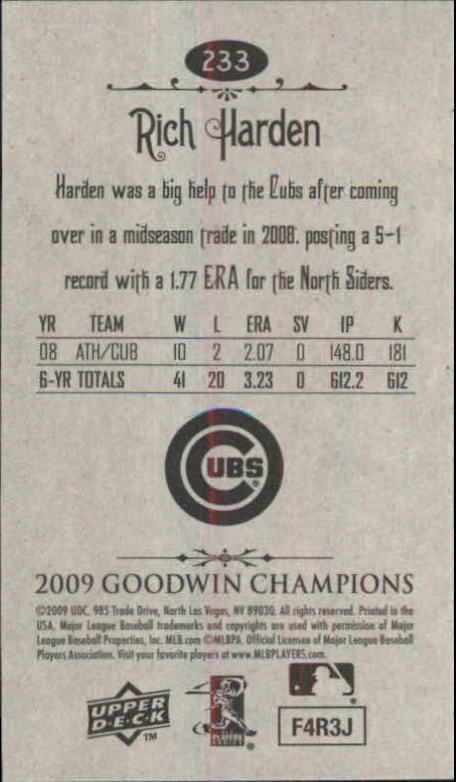 233
Rich Harden
Harden was a big help to the Cubs after coming
over in a midseason trade in 2008, posting a 5-1
record with a 1.77 ERA for the North Siders.
YR TEAM W L ERA SV IP K
08 ATH/CUB 10 2 2.07 0 148.0 181
6-YR TOTALS 41 20 3.23 0 612.2 612
CUBS®
2009 GOODWIN CHAMPIONS
©2009 UDC. 985 Trade Drive, North Las Vegas, NV 89030. All rights reserved. Printed in the
USA. Major League Baseball trademarks and copyrights are used with permission of Major
League Baseball Properties, Inc. MLB.com ©MLBPA. Official Licensee of Major League Baseball
Players Association. Visit your favorite players at www.MLBPLAYERS.com.
UPPER
D·E·C·K
TM
PLAYERS
F4R3J